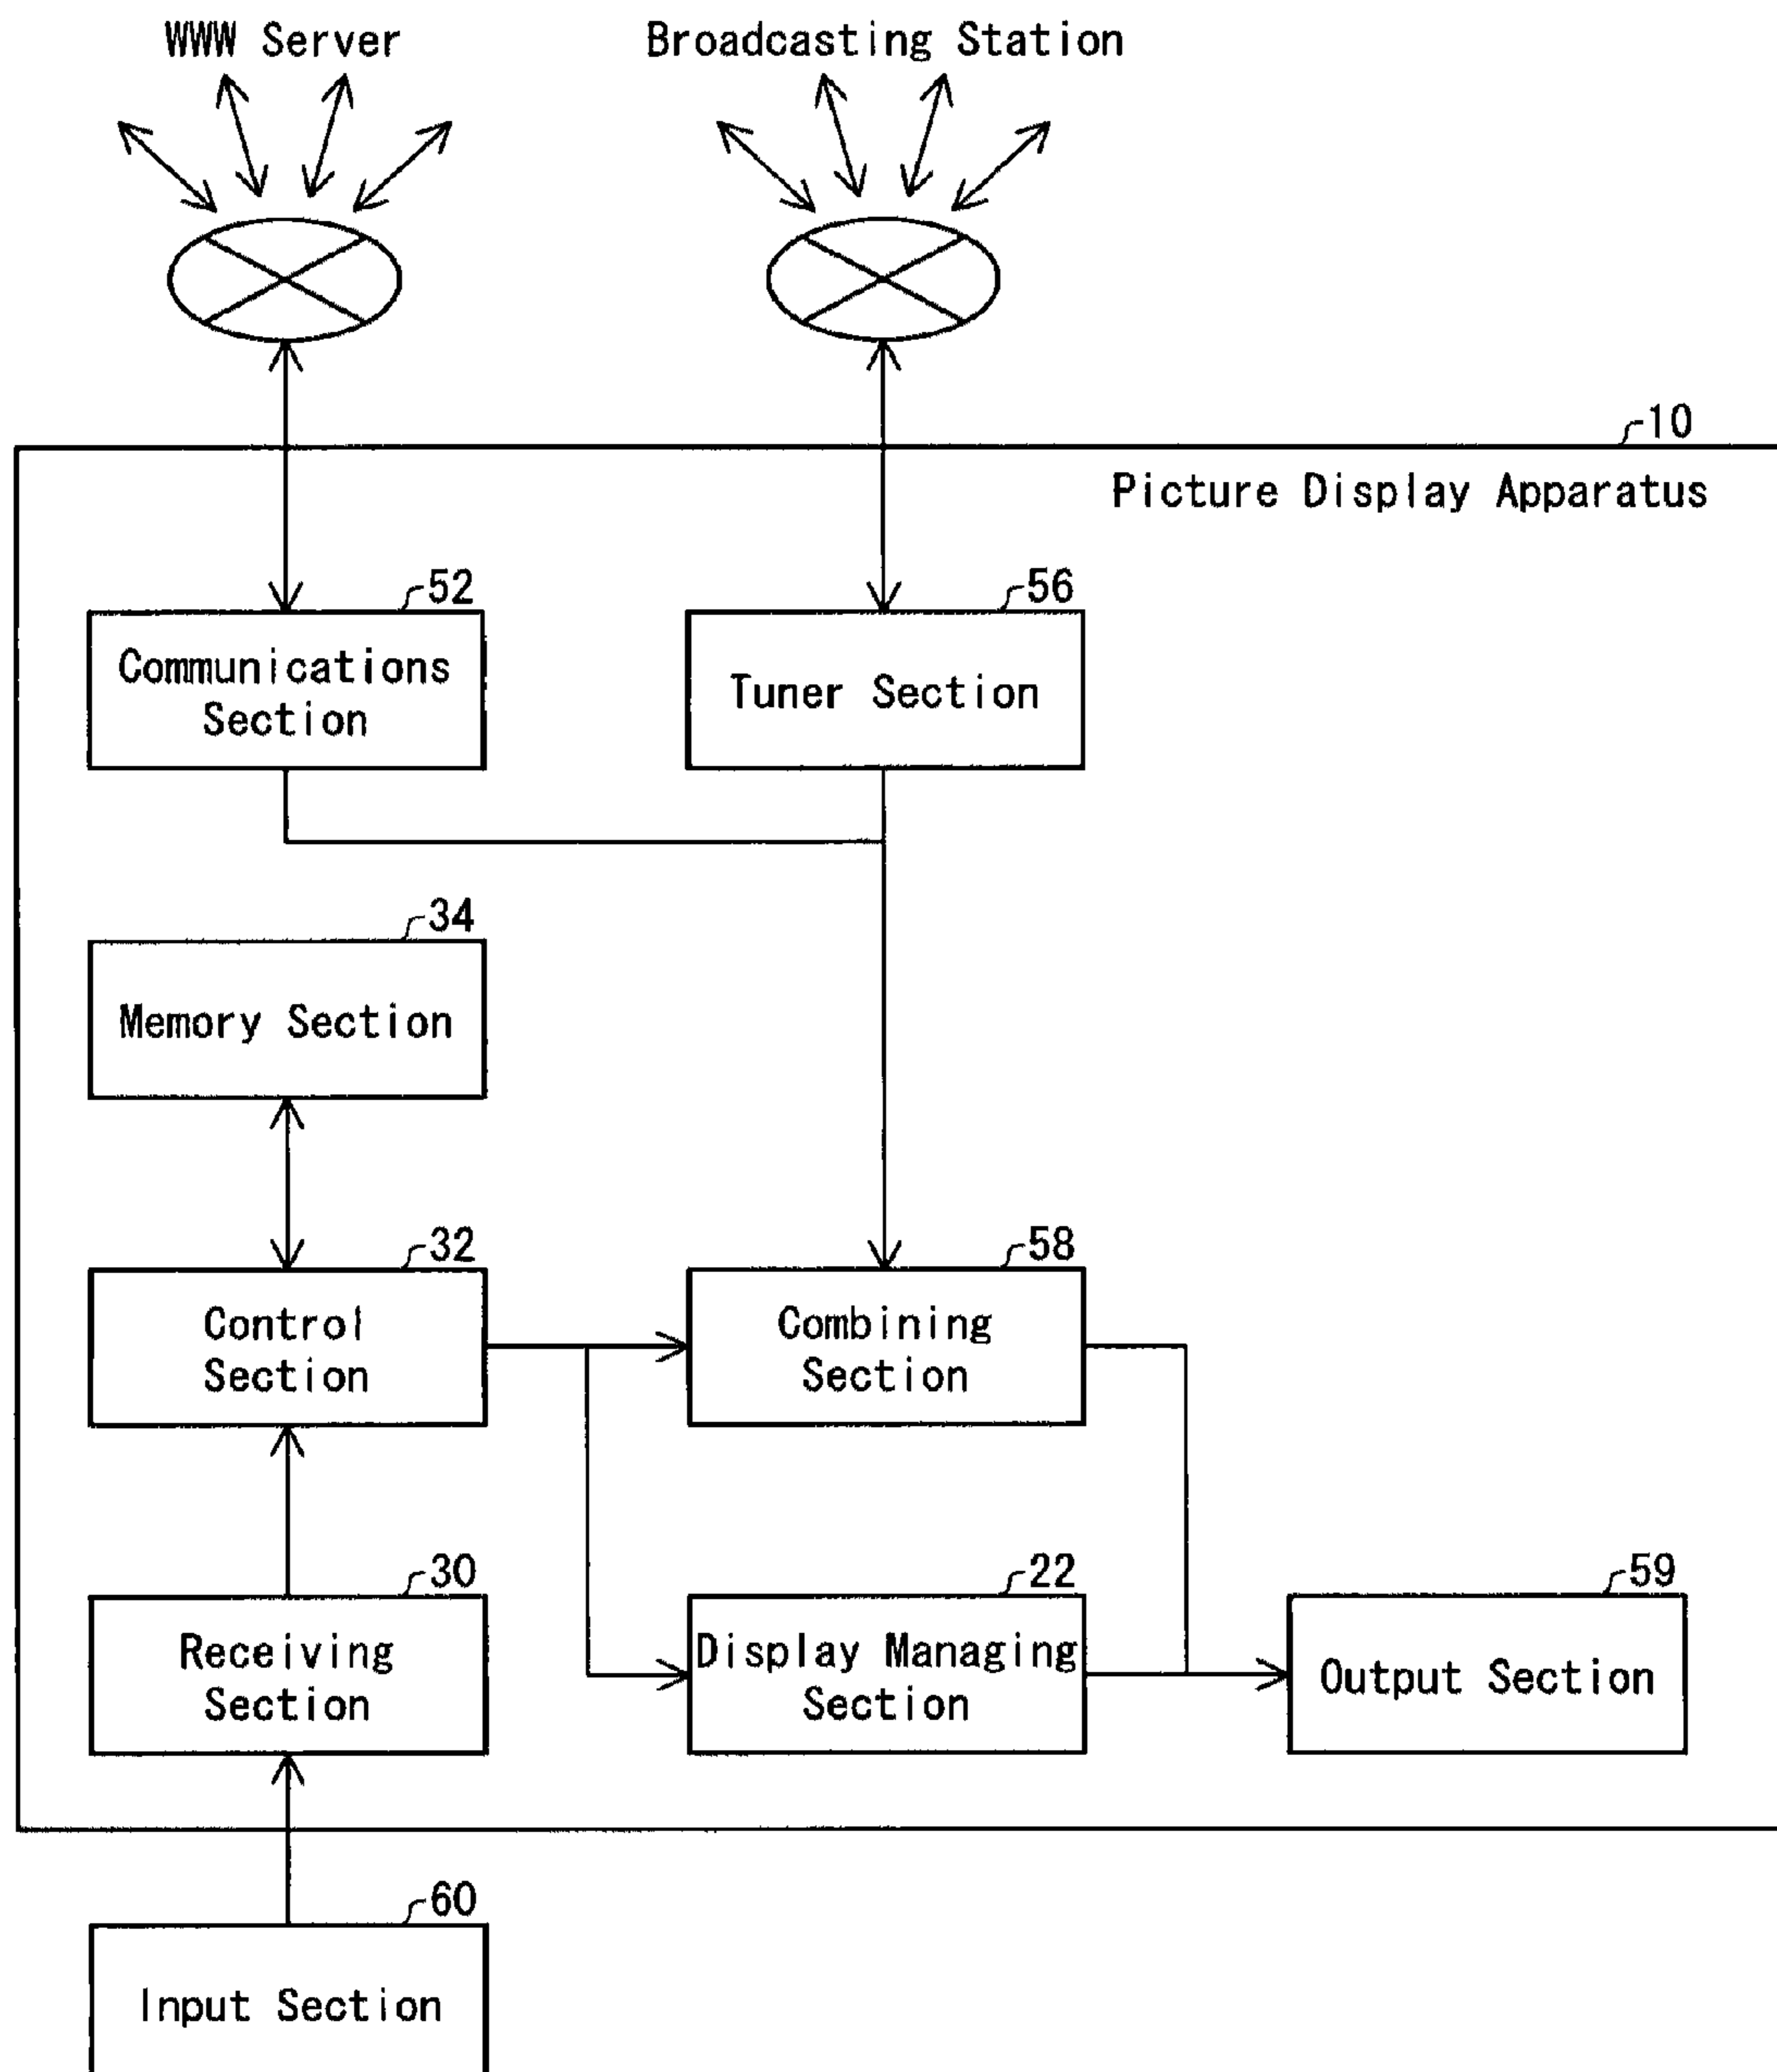 WWW Server
Broadcasting Station
10
Picture Display Apparatus
52
Communications
Section
56
Tuner Section
34
Memory Section
32
Control
Section
58
Combining
Section
30
Receiving
Section
22
Display Managing
Section
59
Output Section
60
Input Section